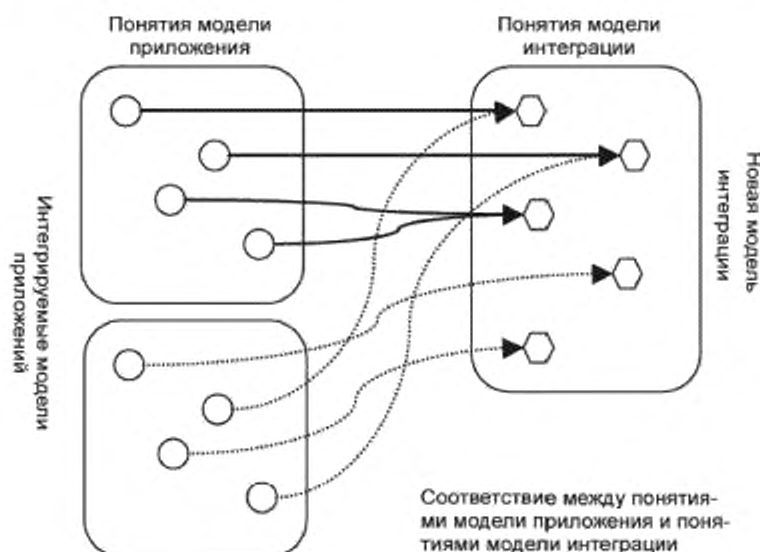 Понятия модели
приложения
Понятия модели
интеграции
Интегрируемые модели
приложений
Новая модель
интеграции
Соответствие между понятия-
ми модели приложения и поня-
тиями модели интеграции